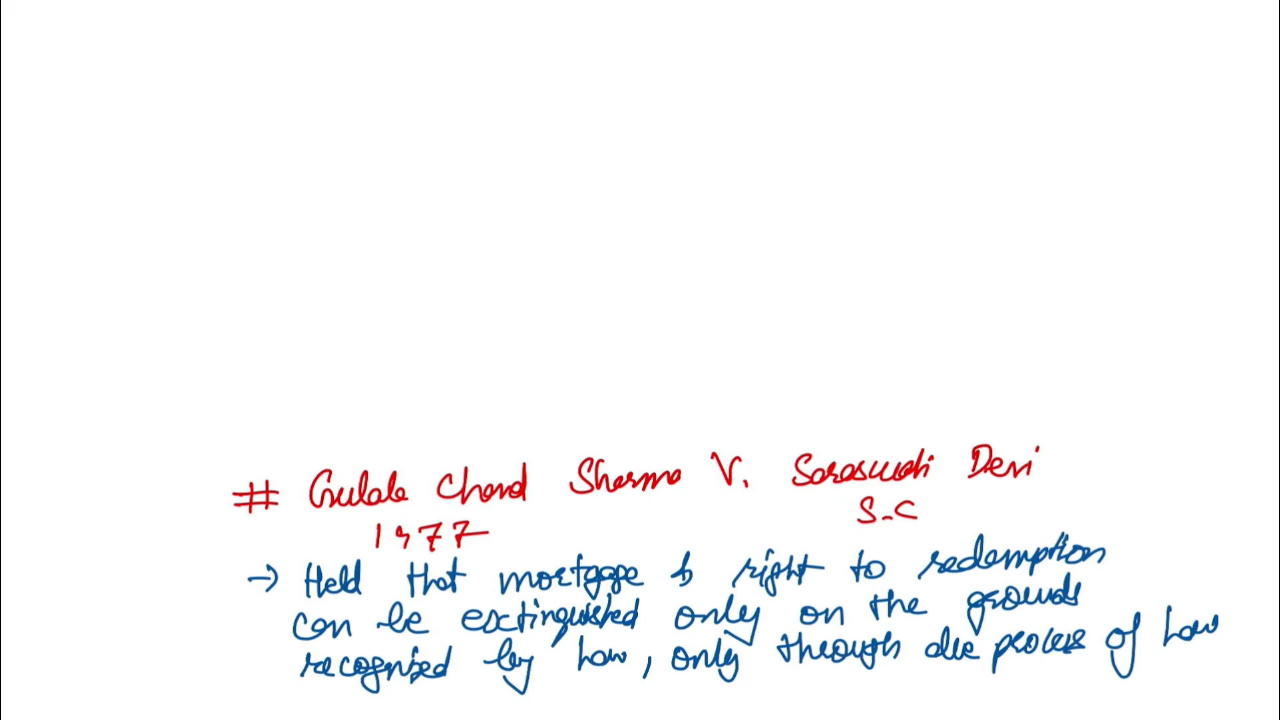 # Gulab Chand Sharma V. Saraswati Devi
1977 S.C
→ Held that mortgage & right to redemption
can be extinguished only on the grounds
recognised by law, only through due process of law